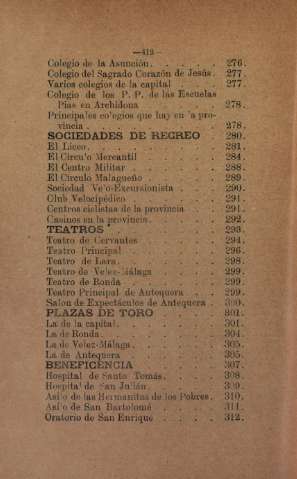 —412—
Colegio de la Asunción. . . . . 276.
Colegio del Sagrado Corazón de Jesús. 277.
Varios colegios de la capital . . . 277.
Colegio de los P. P. de las Escuelas
Pías en Archidona . . . . 278.
Principales colegios que hay en la pro-
vincia . . . . . . . . 278.
SOCIEDADES DE RECREO . 280.
El Liceo . . . . . . . . 281.
El Círculo Mercantil . . . . . 284.
El Centro Militar . . . . . . 288.
El Círculo Malagueño . . . . . 289.
Sociedad Velo-Excursionista . . . 290.
Club Velocipédico . . . . . . 291.
Centros ciclistas de la provincia . . 291.
Casinos en la provincia. . . . . 292.
TEATROS . . . . . . . 293.
Teatro de Cervantes . . . . . 294.
Teatro Principal . . . . . . 296.
Teatro de Lara. . . . . . . 298.
Teatro de Velez-Málaga . . . . 299.
Teatro de Ronda . . . . . . 299.
Teatro Principal de Antequera . . . 299.
Salon de Espectáculos de Antequera . 300.
PLAZAS DE TORO . . . . 301.
La de la capital. . . . . . . 301.
La de Ronda. . . . . . . . 304.
La de Velez-Málaga. . . . . . 305.
La de Antequera . . . . . . 305.
BENEFICENCIA . . . . . 307.
Hospital de Santo Tomás. . . . . 308.
Hospital de San Julián. . . . . 309.
Asilo de las Hermanitas de los Pobres. 310.
Asilo de San Bartolomé . . . . 311.
Oratorio de San Enrique . . . . 312.